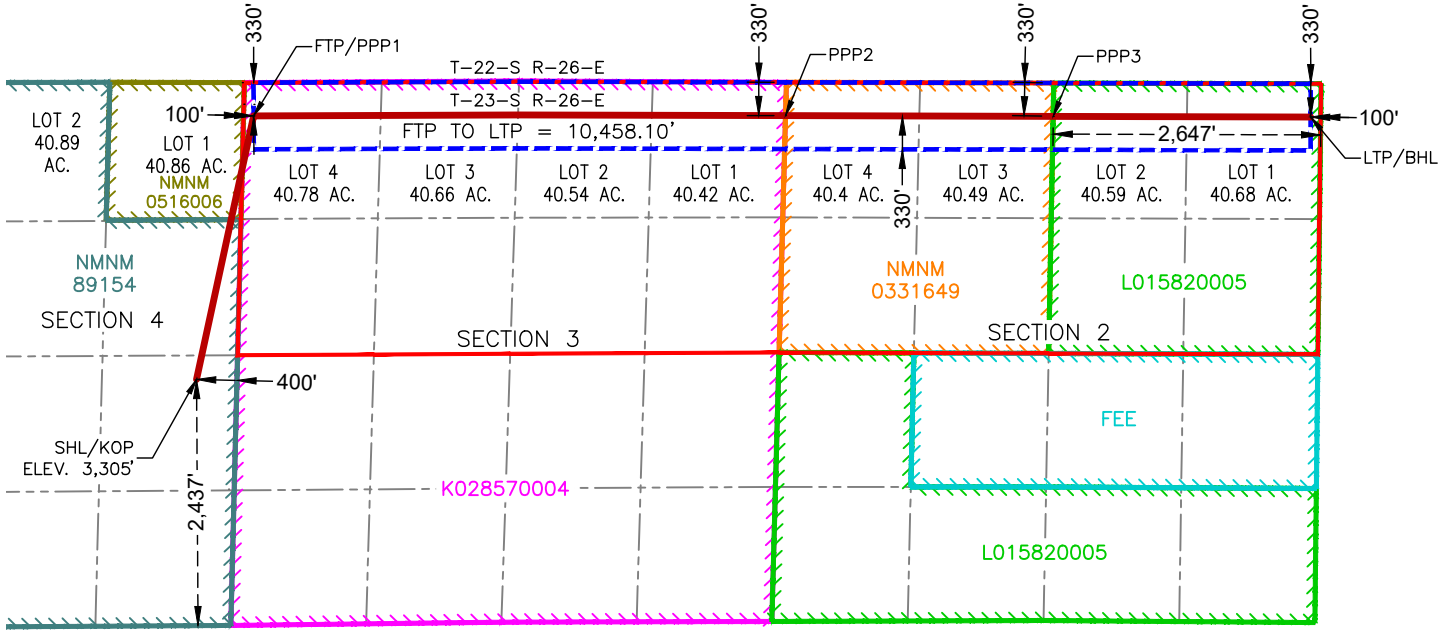 330'
330'
330'
330'
FTP/PPP1
PPP2
PPP3
T-22-S R-26-E
T-23-S R-26-E
100'
100'
FTP TO LTP = 10,458.10'
2,647'
LTP/BHL
LOT 2
40.89
AC.
LOT 1
40.86 AC.
NMNM
0516006
LOT 4
40.78 AC.
LOT 3
40.66 AC.
LOT 2
40.54 AC.
LOT 1
40.42 AC.
LOT 4
40.4 AC.
330'
LOT 3
40.49 AC.
LOT 2
40.59 AC.
LOT 1
40.68 AC.
NMNM
89154
SECTION 4
NMNM
0331649
L015820005
SECTION 3
SECTION 2
400'
SHL/KOP
ELEV. 3,305'
2,437'
FEE
K028570004
L015820005